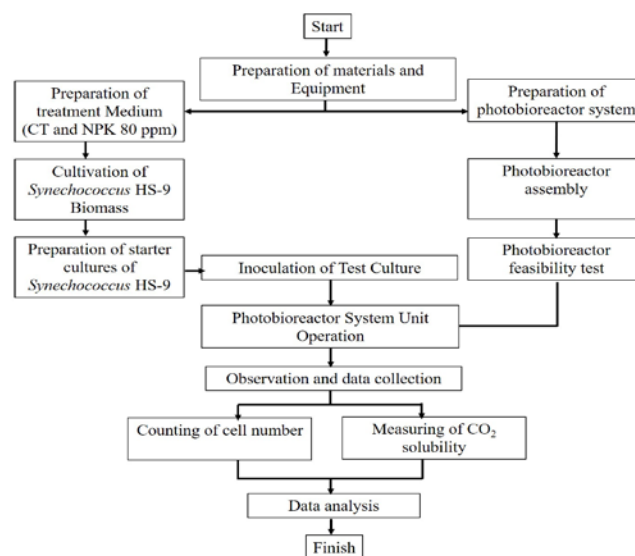 Start
Preparation of materials and
Equipment
Preparation of
treatment Medium
(CT and NPK 80 ppm)
Preparation of
photobioreactor system
Cultivation of
Synechococcus HS-9
Biomass
Photobioreactor
assembly
Preparation of starter
cultures of
Synechococcus HS-9
Inoculation of Test Culture
Photobioreactor
feasibility test
Photobioreactor System Unit
Operation
Observation and data collection
Counting of cell number
Measuring of CO₂
solubility
Data analysis
Finish